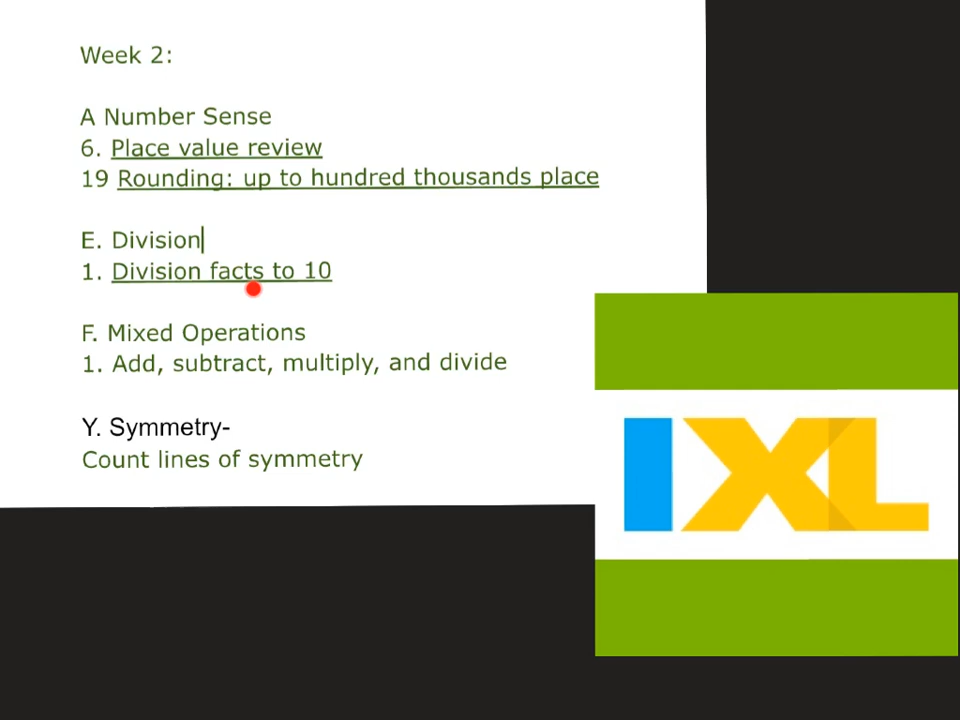 Week 2:
A Number Sense
6. Place value review
19 Rounding: up to hundred thousands place
E. Division
1. Division facts to 10
F. Mixed Operations
1. Add, subtract, multiply, and divide
Y. Symmetry-
Count lines of symmetry
IXL